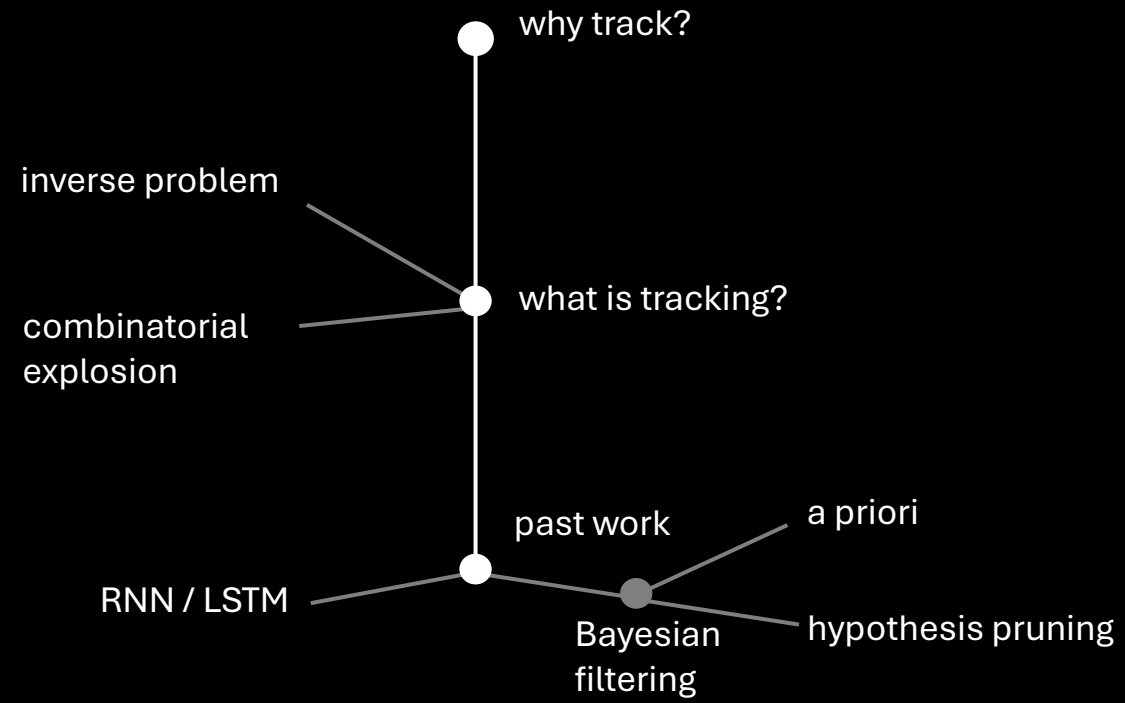 why track?
inverse problem
what is tracking?
combinatorial
explosion
past work
a priori
RNN / LSTM
Bayesian
filtering
hypothesis pruning